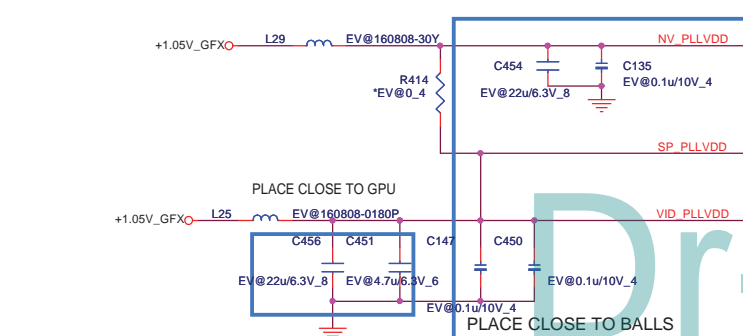 +1.05V_GFX L29 EV@160808-30Y NV_PLLVDD
C454 C135
R414 EV@0.1u/10V_4
*EV@0_4 EV@22u/6.3V_8
SP_PLLVDD
PLACE CLOSE TO GPU
+1.05V_GFX L25 EV@160808-0180P VID_PLLVDD
C456 C451 C147 C450
EV@22u/6.3V_8 EV@4.7u/6.3V_6 EV@0.1u/10V_4
EV@0.1u/10V_4
PLACE CLOSE TO BALLS
Dr